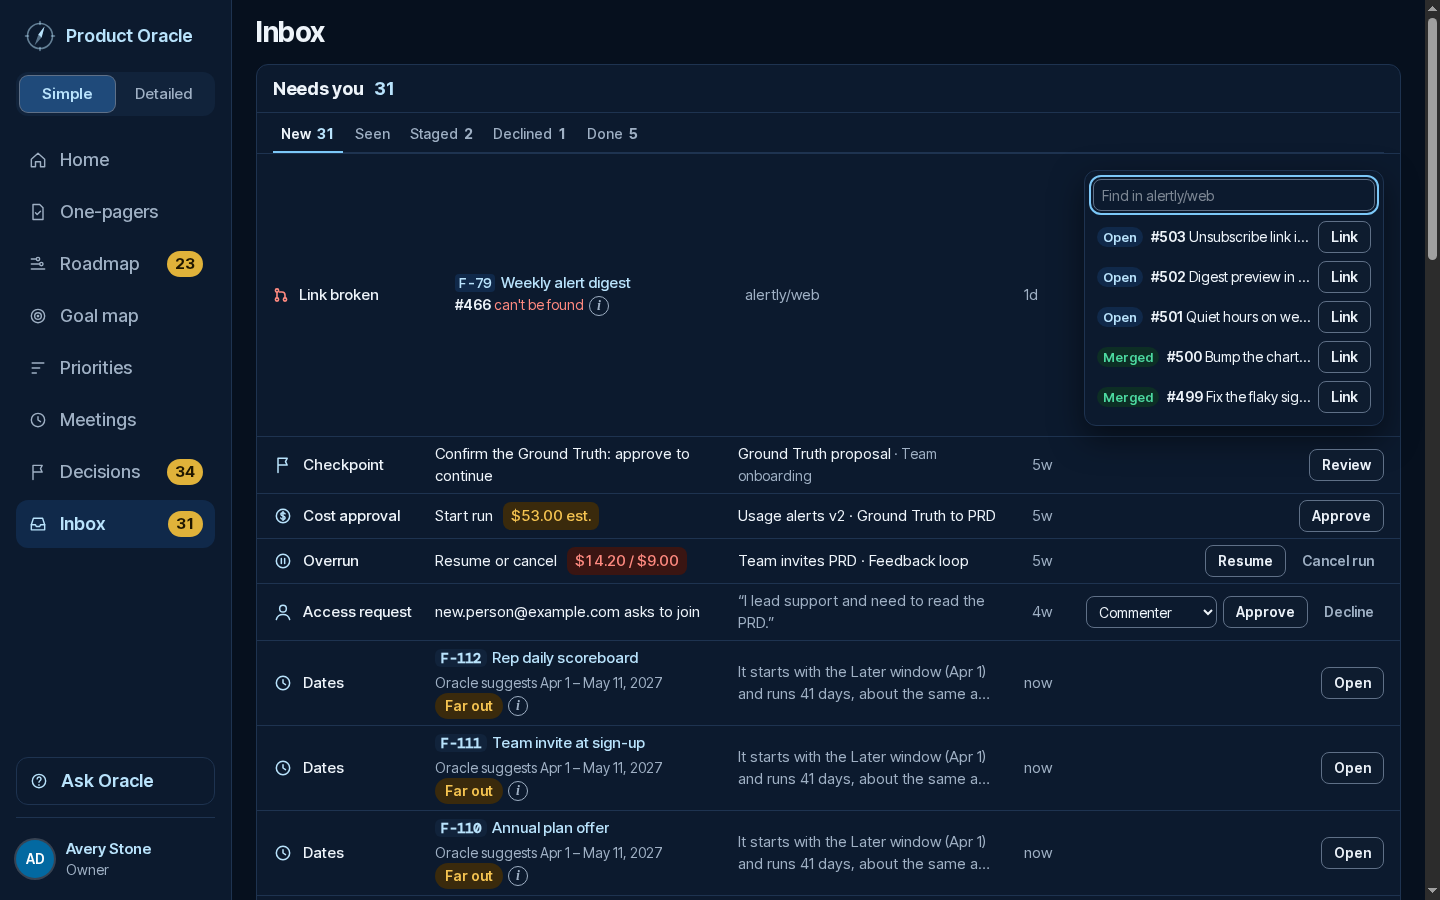 Product Oracle
Simple
Detailed
Home
One-pagers
Roadmap 23
Goal map
Priorities
Meetings
Decisions 34
Inbox 31
Ask Oracle
AD
Avery Stone
Owner
Inbox
Needs you 31
New 31
Seen
Staged 2
Declined 1
Done 5
Link broken
F-79 Weekly alert digest
#466 can't be found i
alertly/web
1d
Find in alertly/web
Open #503 Unsubscribe link i... Link
Open #502 Digest preview in ... Link
Open #501 Quiet hours on we... Link
Merged #500 Bump the chart... Link
Merged #499 Fix the flaky sig... Link
Checkpoint
Confirm the Ground Truth: approve to
continue
Ground Truth proposal · Team
onboarding
5w
Review
Cost approval
Start run $53.00 est.
Usage alerts v2 · Ground Truth to PRD
5w
Approve
Overrun
Resume or cancel $14.20 / $9.00
Team invites PRD · Feedback loop
5w
Resume
Cancel run
Access request
new.person@example.com asks to join
“I lead support and need to read the
PRD.”
4w
Commenter
Approve
Decline
Dates
F-112 Rep daily scoreboard
Oracle suggests Apr 1 – May 11, 2027
Far out i
It starts with the Later window (Apr 1)
and runs 41 days, about the same a...
now
Open
Dates
F-111 Team invite at sign-up
Oracle suggests Apr 1 – May 11, 2027
Far out i
It starts with the Later window (Apr 1)
and runs 41 days, about the same a...
now
Open
Dates
F-110 Annual plan offer
Oracle suggests Apr 1 – May 11, 2027
Far out i
It starts with the Later window (Apr 1)
and runs 41 days, about the same a...
now
Open